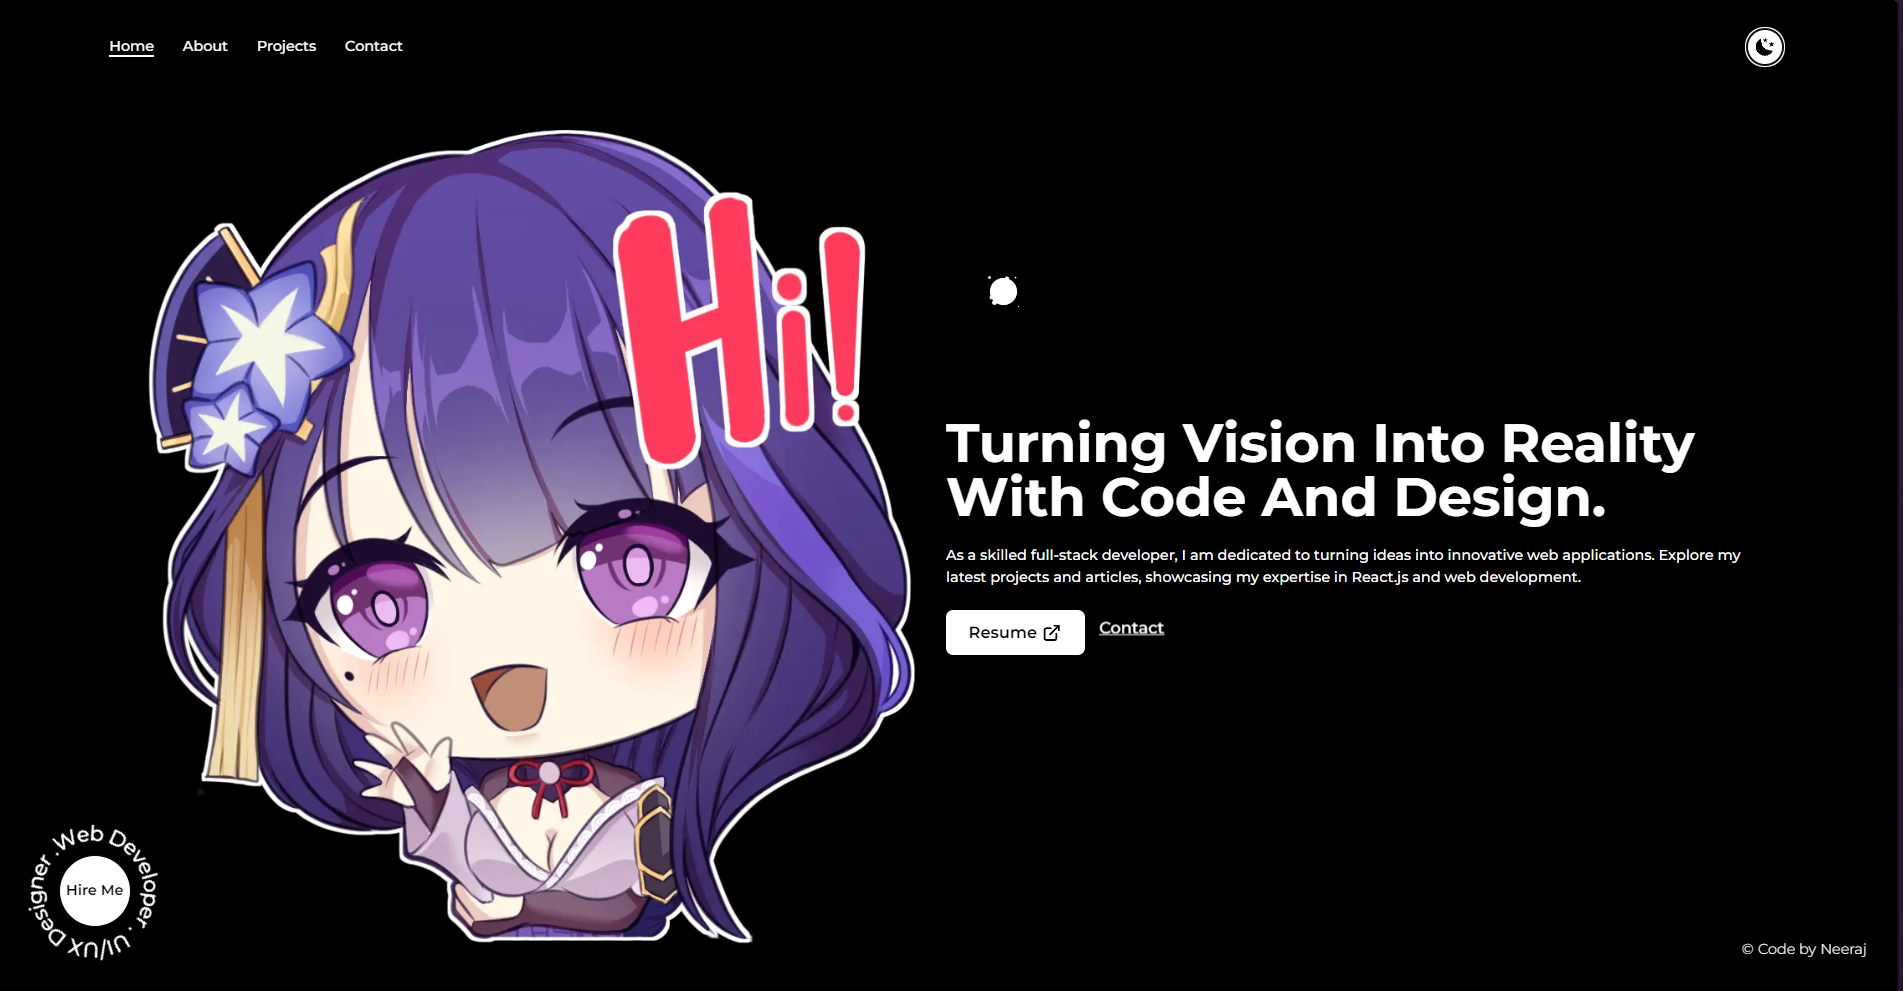 Home About Projects Contact
Hi!
Turning Vision Into Reality
With Code And Design.
As a skilled full-stack developer, I am dedicated to turning ideas into innovative web applications. Explore my
latest projects and articles, showcasing my expertise in React.js and web development.
Resume Contact
.Web Developer . UI/UX Designer
Hire Me
© Code by Neeraj